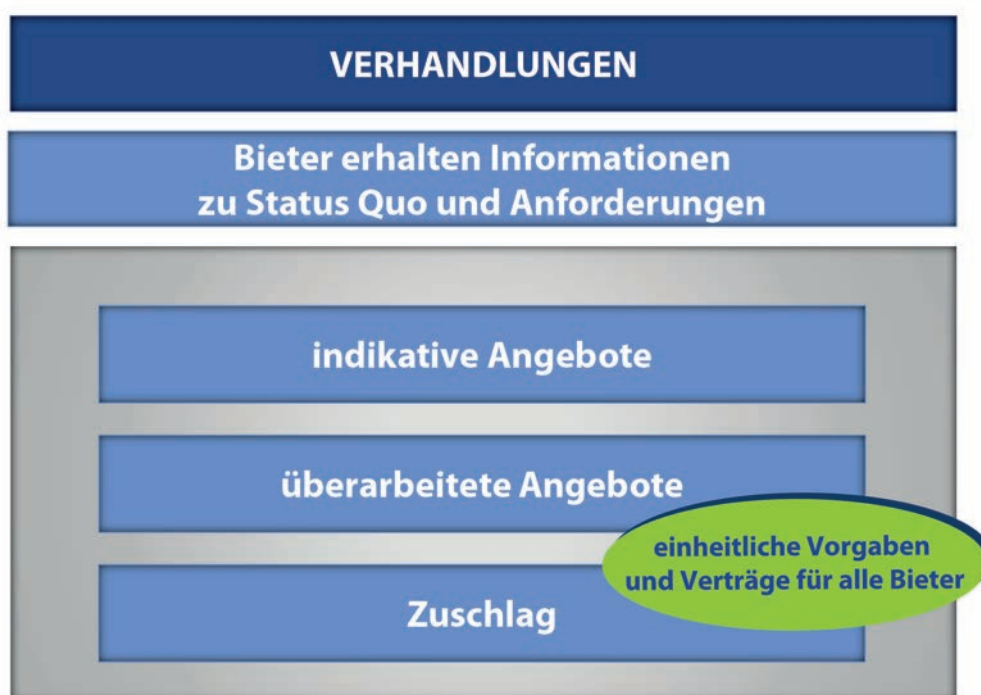 VERHANDLUNGEN
Bieter erhalten Informationen
zu Status Quo und Anforderungen
indikative Angebote
überarbeitete Angebote
einheitliche Vorgaben
und Verträge für alle Bieter
Zuschlag